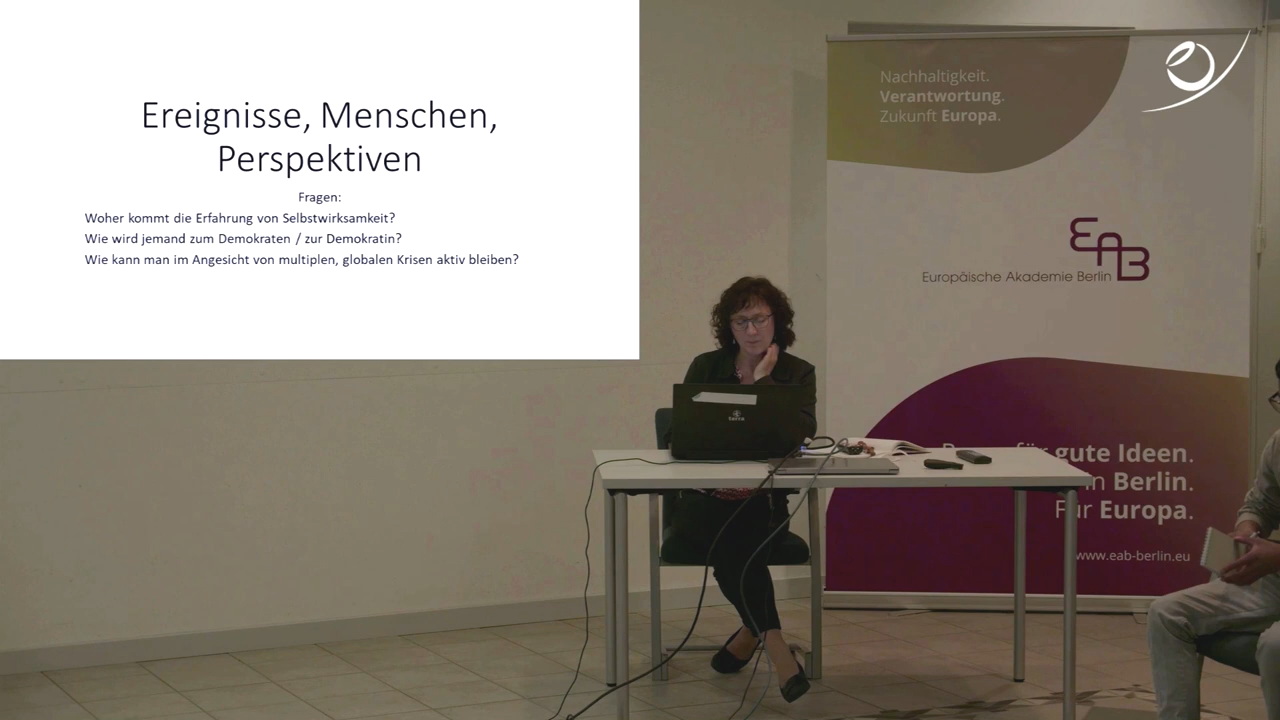 Ereignisse, Menschen,
Perspektiven
Fragen:
Woher kommt die Erfahrung von Selbstwirksamkeit?
Wie wird jemand zum Demokraten / zur Demokratin?
Wie kann man im Angesicht von multiplen, globalen Krisen aktiv bleiben?
Nachhaltigkeit.
Verantwortung.
Zukunft Europa.
EAB
Europäische Akademie Berlin
für gute Ideen.
in Berlin.
Für Europa.
www.eab-berlin.eu